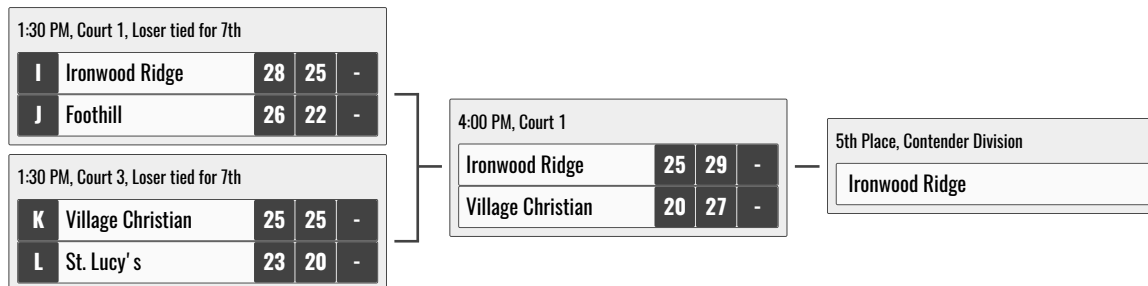 1:30 PM, Court 1, Loser tied for 7th
I Ironwood Ridge 28 25 -
J Foothill 26 22 -
1:30 PM, Court 3, Loser tied for 7th
K Village Christian 25 25 -
L St. Lucy's 23 20 -
4:00 PM, Court 1
Ironwood Ridge 25 29 -
Village Christian 20 27 -
5th Place, Contender Division
Ironwood Ridge